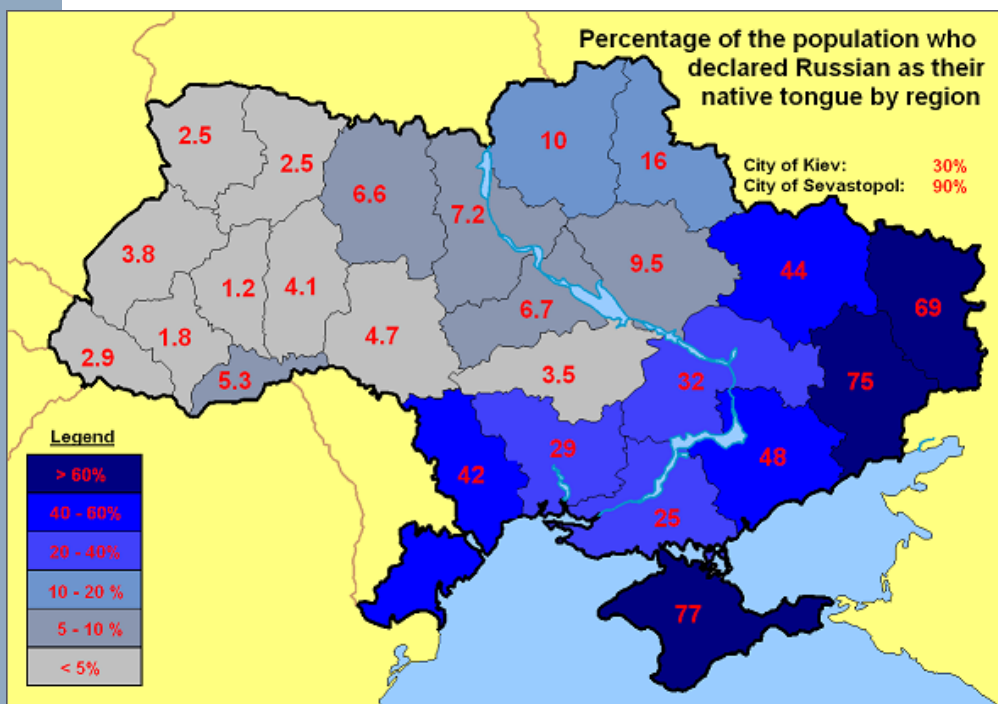 Percentage of the population who
declared Russian as their
native tongue by region
City of Kiev: 30%
City of Sevastopol: 90%
2.5
2.5
6.6
7.2
10
16
3.8
1.2
4.1
9.5
44
69
2.9
1.8
5.3
4.7
6.7
3.5
32
75
42
29
48
25
77
Legend
> 60%
40 - 60%
20 - 40%
10 - 20 %
5 - 10 %
< 5%